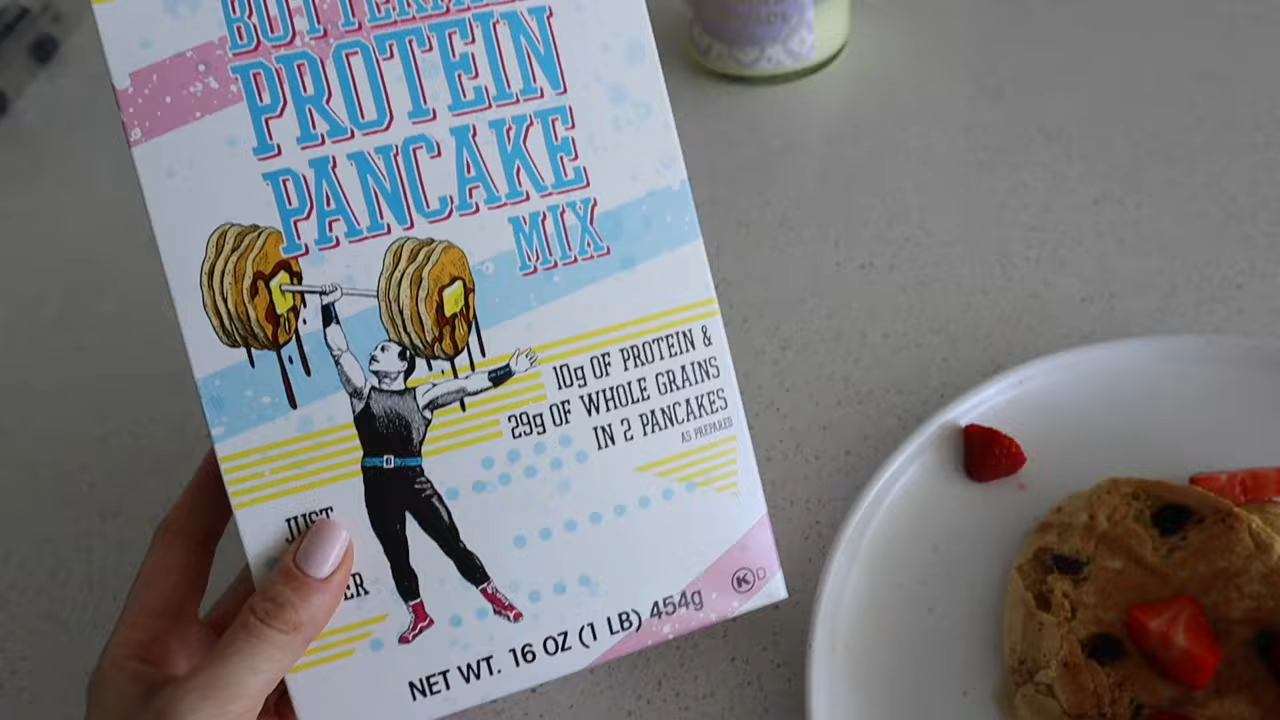 PROTEIN
PANCAKE
MIX
10g OF PROTEIN &
29g OF WHOLE GRAINS
IN 2 PANCAKES
AS PREPARED
JUST
NET WT. 16 OZ (1 LB) 454g
K D